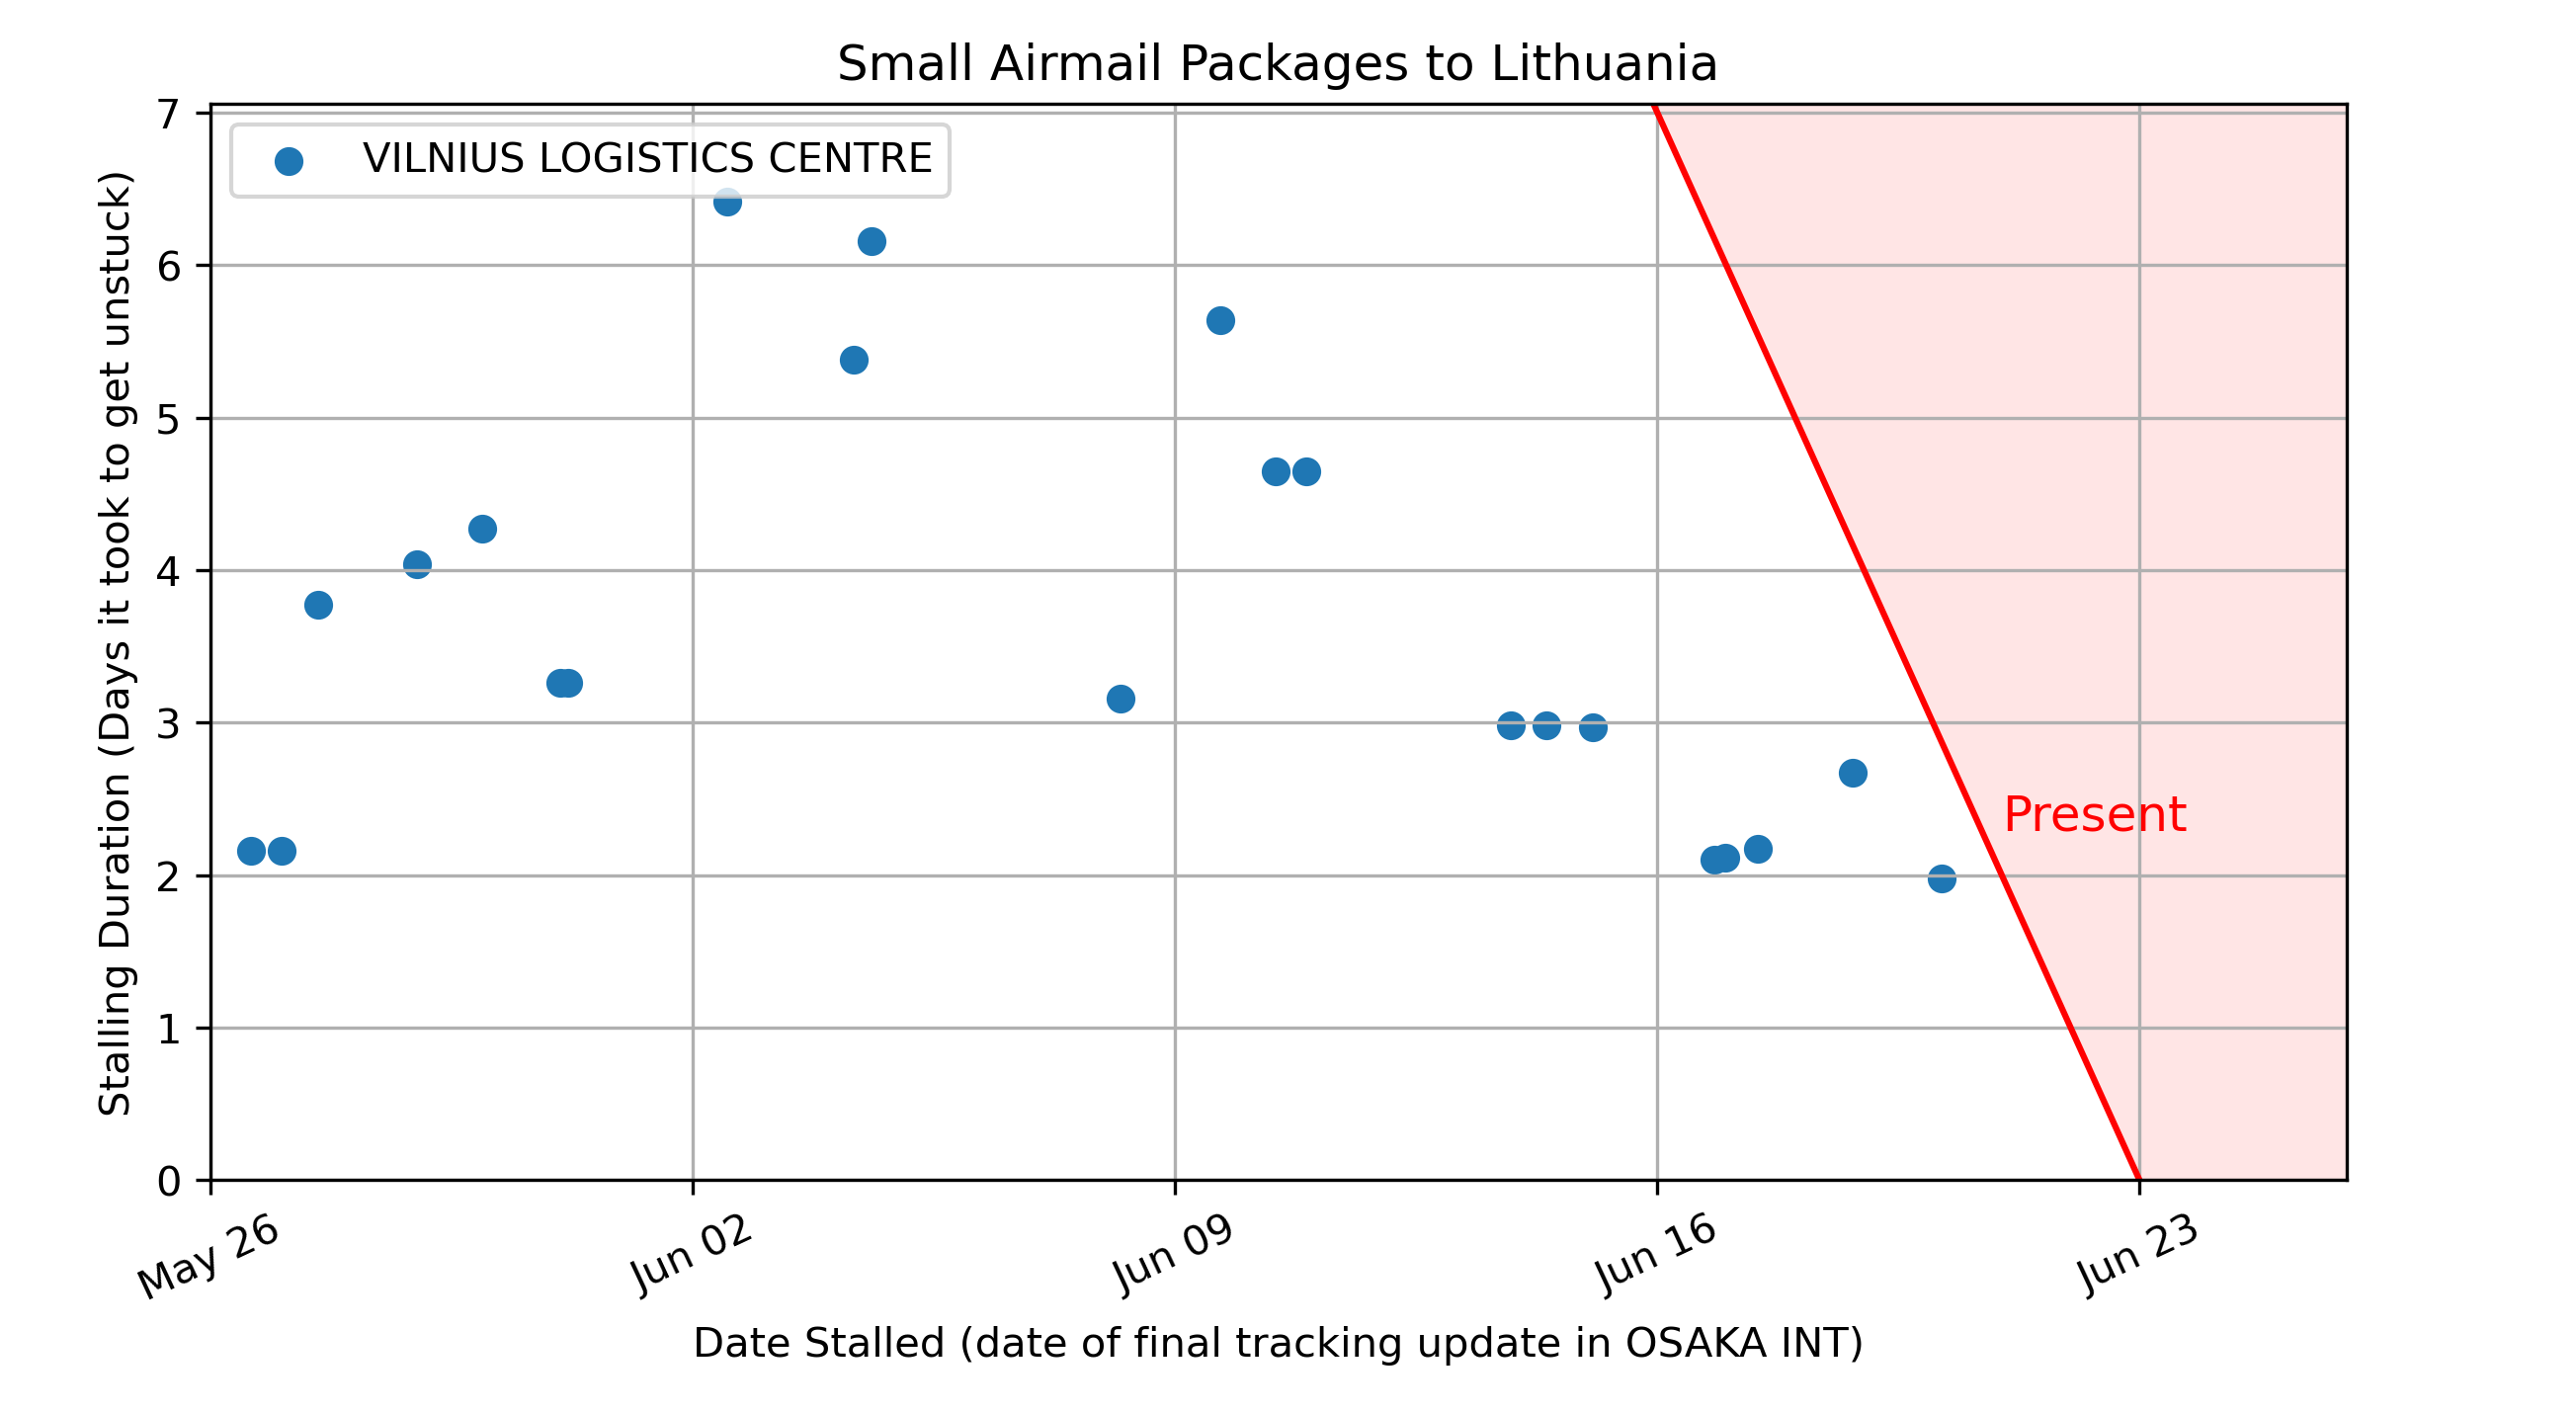 Small Airmail Packages to Lithuania
VILNIUS LOGISTICS CENTRE
Stalling Duration (Days it took to get unstuck)
7
6
5
4
3
2
1
0
Present
May 26
Jun 02
Jun 09
Jun 16
Jun 23
Date Stalled (date of final tracking update in OSAKA INT)